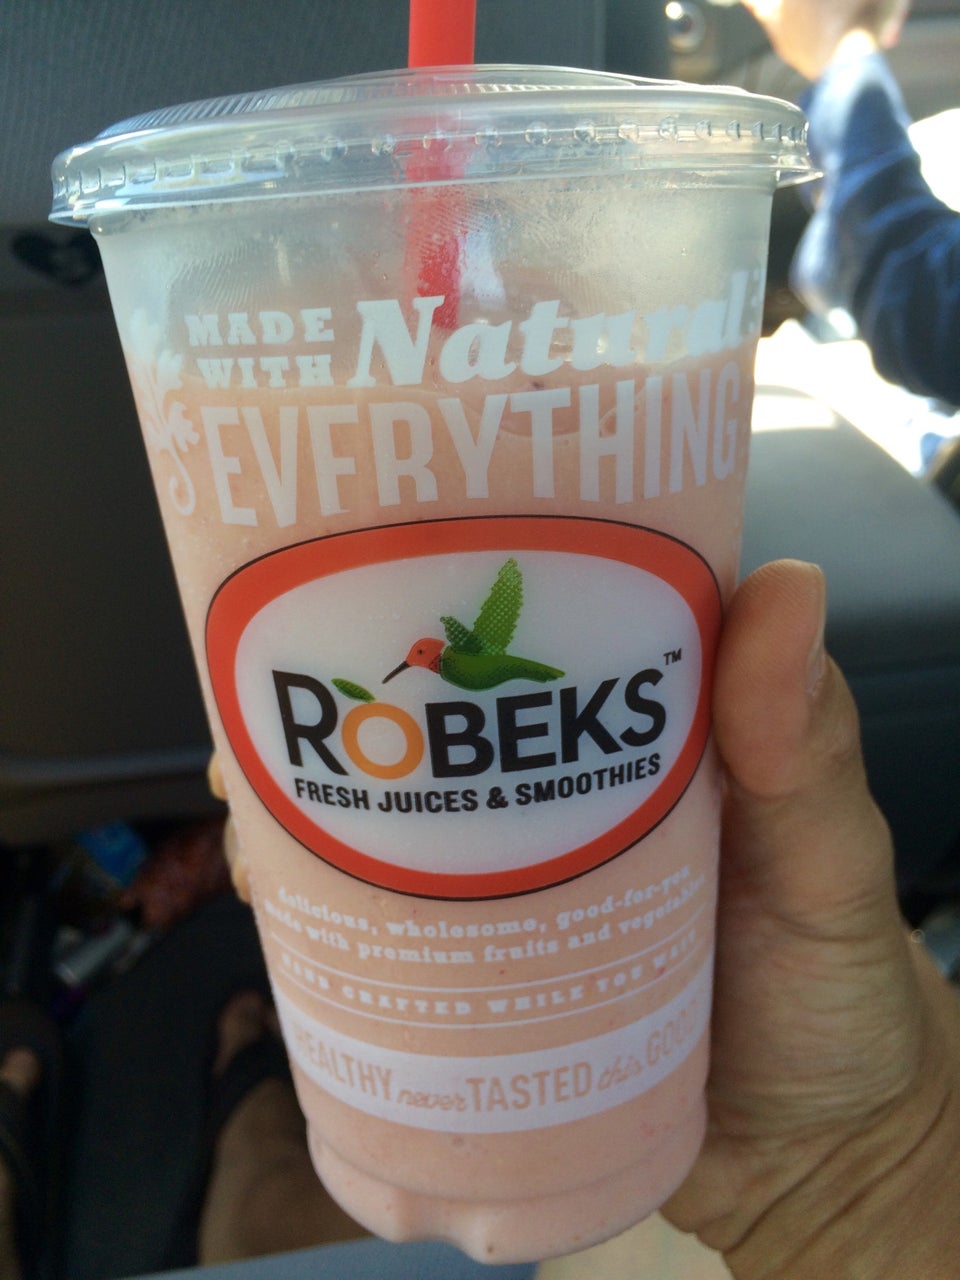 MADE
WITH Natural
EVERYTHING
ROBEKS™
FRESH JUICES & SMOOTHIES
delicious, wholesome, good-for-you
made with premium fruits and vegetables
HAND CRAFTED WHILE YOU WAIT
HEALTHY never TASTED this GOOD